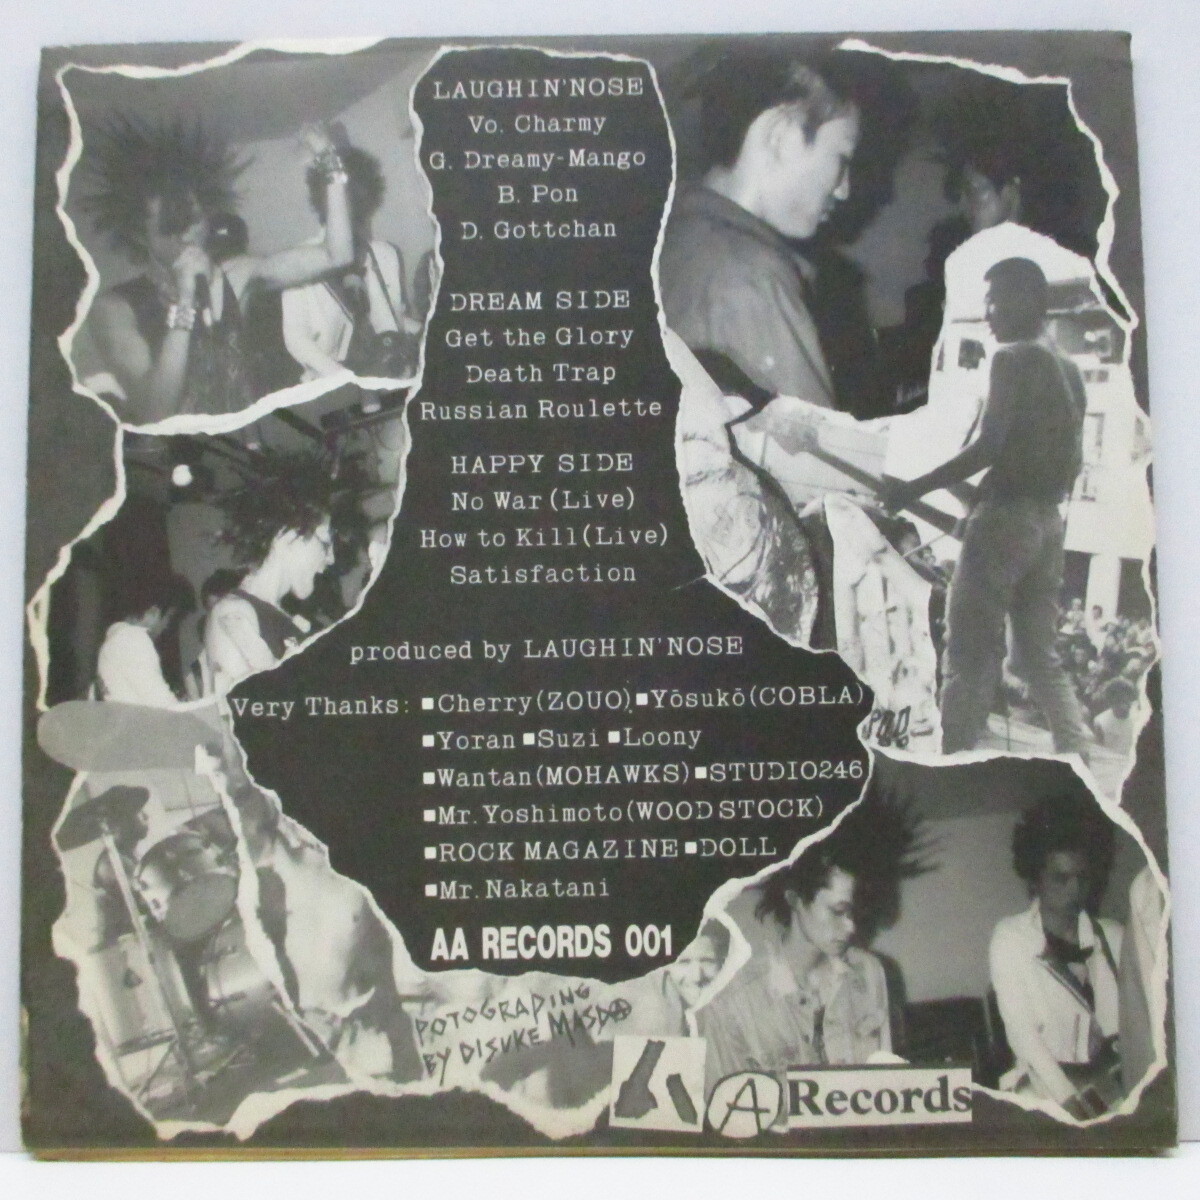 LAUGHIN'NOSE
Vo. Charmy
G. Dreamy-Mango
B. Pon
D. Gottchan
DREAM SIDE
Get the Glory
Death Trap
Russian Roulette
HAPPY SIDE
No War (Live)
How to Kill (Live)
Satisfaction
produced by LAUGHIN'NOSE
Very Thanks: ■Cherry(ZOUO) ■Yōsukō(COBLA)
■Yoran ■Suzi ■Loony
■Wantan(MOHAWKS) ■STUDIO246
■Mr. Yoshimoto(WOODSTOCK)
■ROCK MAGAZINE ■DOLL
■Mr. Nakatani
AA RECORDS 001
POTOGRAPING
BY DISUKE MASDA
A Records